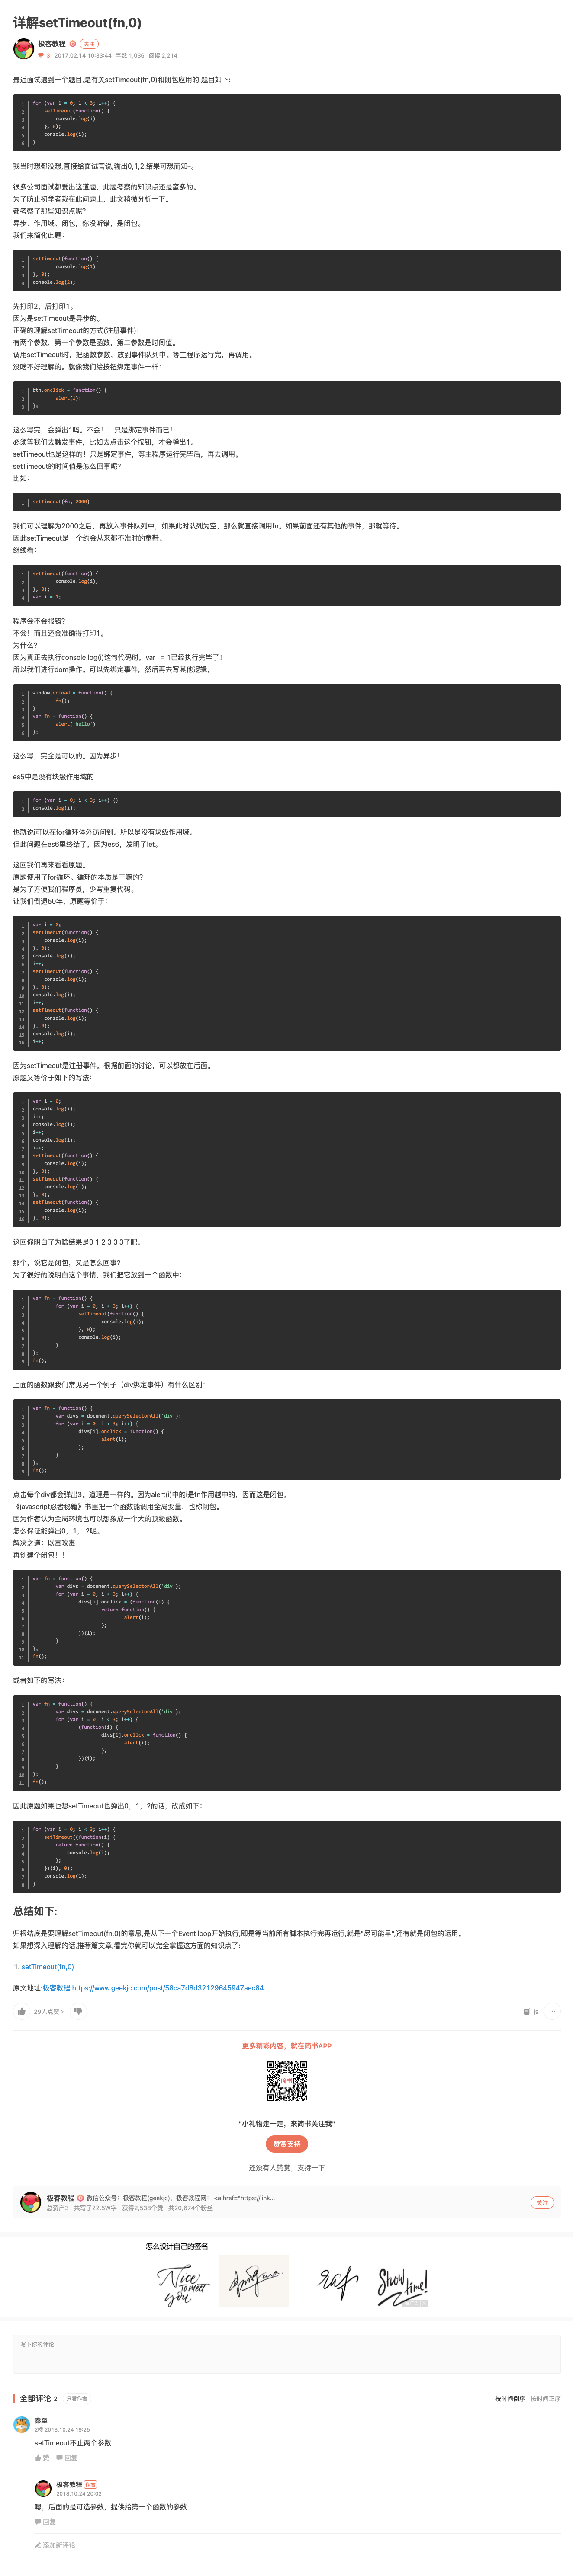 详解setTimeout(fn,0)
极客教程 关注
3 2017.02.14 10:33:44 字数 1,036 阅读 2,214
最近面试遇到一个题目,是有关setTimeout(fn,0)和闭包应用的,题目如下:
1 for (var i = 0; i < 3; i++) {
2 setTimeout(function() {
3 console.log(i);
4 }, 0);
5 console.log(i);
6 }
我当时想都没想,直接给面试官说,输出0,1,2.结果可想而知~。
很多公司面试都爱出这道题，此题考察的知识点还是蛮多的。
为了防止初学者栽在此问题上，此文稍微分析一下。
都考察了那些知识点呢?
异步、作用域、闭包，你没听错，是闭包。
我们来简化此题：
1 setTimeout(function() {
2 console.log(1);
3 }, 0);
4 console.log(2);
先打印2，后打印1。
因为是setTimeout是异步的。
正确的理解setTimeout的方式(注册事件)：
有两个参数，第一个参数是函数，第二参数是时间值。
调用setTimeout时，把函数参数，放到事件队列中。等主程序运行完，再调用。
没啥不好理解的。就像我们给按钮绑定事件一样：
1 btn.onclick = function() {
2 alert(1);
3 };
这么写完，会弹出1吗。不会！！只是绑定事件而已!
必须等我们去触发事件，比如去点击这个按钮，才会弹出1。
setTimeout也是这样的！只是绑定事件，等主程序运行完毕后，再去调用。
setTimeout的时间值是怎么回事呢?
比如：
1 setTimeout(fn, 2000)
我们可以理解为2000之后，再放入事件队列中，如果此时队列为空，那么就直接调用fn。如果前面还有其他的事件，那就等待。
因此setTimeout是一个约会从来都不准时的童鞋。
继续看：
1 setTimeout(function() {
2 console.log(i);
3 }, 0);
4 var i = 1;
程序会不会报错?
不会！而且还会准确得打印1。
为什么?
因为真正去执行console.log(i)这句代码时，var i = 1已经执行完毕了！
所以我们进行dom操作。可以先绑定事件，然后再去写其他逻辑。
1 window.onload = function() {
2 fn();
3 }
4 var fn = function() {
5 alert('hello')
6 };
这么写，完全是可以的。因为异步！
es5中是没有块级作用域的
1 for (var i = 0; i < 3; i++) {}
2 console.log(i);
也就说i可以在for循环体外访问到。所以是没有块级作用域。
但此问题在es6里终结了，因为es6，发明了let。
这回我们再来看看原题。
原题使用了for循环。循环的本质是干嘛的?
是为了方便我们程序员，少写重复代码。
让我们倒退50年，原题等价于：
1 var i = 0;
2 setTimeout(function() {
3 console.log(i);
4 }, 0);
5 console.log(i);
6 i++;
7 setTimeout(function() {
8 console.log(i);
9 }, 0);
10 console.log(i);
11 i++;
12 setTimeout(function() {
13 console.log(i);
14 }, 0);
15 console.log(i);
16 i++;
因为setTimeout是注册事件。根据前面的讨论，可以都放在后面。
原题又等价于如下的写法：
1 var i = 0;
2 console.log(i);
3 i++;
4 console.log(i);
5 i++;
6 console.log(i);
7 i++;
8 setTimeout(function() {
9 console.log(i);
10 }, 0);
11 setTimeout(function() {
12 console.log(i);
13 }, 0);
14 setTimeout(function() {
15 console.log(i);
16 }, 0);
这回你明白了为啥结果是0 1 2 3 3 3了吧。
那个，说它是闭包，又是怎么回事?
为了很好的说明白这个事情，我们把它放到一个函数中：
1 var fn = function() {
2 for (var i = 0; i < 3; i++) {
3 setTimeout(function() {
4 console.log(i);
5 }, 0);
6 console.log(i);
7 }
8 };
9 fn();
上面的函数跟我们常见另一个例子（div绑定事件）有什么区别：
1 var fn = function() {
2 var divs = document.querySelectorAll('div');
3 for (var i = 0; i < 3; i++) {
4 divs[i].onclick = function() {
5 alert(i);
6 };
7 }
8 };
9 fn();
点击每个div都会弹出3。道理是一样的。因为alert(i)中的i是fn作用越中的，因而这是闭包。
《javascript忍者秘籍》书里把一个函数能调用全局变量，也称闭包。
因为作者认为全局环境也可以想象成一个大的顶级函数。
怎么保证能弹出0，1， 2呢。
解决之道：以毒攻毒!
再创建个闭包！！
1 var fn = function() {
2 var divs = document.querySelectorAll('div');
3 for (var i = 0; i < 3; i++) {
4 divs[i].onclick = (function(i) {
5 return function() {
6 alert(i);
7 };
8 })(i);
9 }
10 };
11 fn();
或者如下的写法：
1 var fn = function() {
2 var divs = document.querySelectorAll('div');
3 for (var i = 0; i < 3; i++) {
4 (function(i) {
5 divs[i].onclick = function() {
6 alert(i);
7 };
8 })(i);
9 }
10 };
11 fn();
因此原题如果也想setTimeout也弹出0，1，2的话，改成如下：
1 for (var i = 0; i < 3; i++) {
2 setTimeout((function(i) {
3 return function() {
4 console.log(i);
5 };
6 })(i), 0);
7 console.log(i);
8 }
总结如下:
归根结底是要理解setTimeout(fn,0)的意思,是从下一个Event loop开始执行,即是等当前所有脚本执行完再运行,就是"尽可能早",还有就是闭包的运用。
如果想深入理解的话,推荐篇文章,看完你就可以完全掌握这方面的知识点了:
1. setTimeout(fn,0)
原文地址:极客教程 https://www.geekjc.com/post/58ca7d8d32129645947aec84
29人点赞 js ...
更多精彩内容，就在简书APP
简书
"小礼物走一走，来简书关注我"
赞赏支持
还没有人赞赏，支持一下
极客教程 微信公众号：极客教程(geekjc)，极客教程网： <a href="https://link...
总资产3 共写了22.5W字 获得2,538个赞 共20,674个粉丝
关注
怎么设计自己的签名
Nice to meet you
Show time!
写下你的评论...
全部评论 2 只看作者 按时间倒序 按时间正序
秦至
2楼 2018.10.24 19:25
setTimeout不止两个参数
赞 回复
极客教程 作者
2018.10.24 20:02
嗯，后面的是可选参数，提供给第一个函数的参数
回复
添加新评论